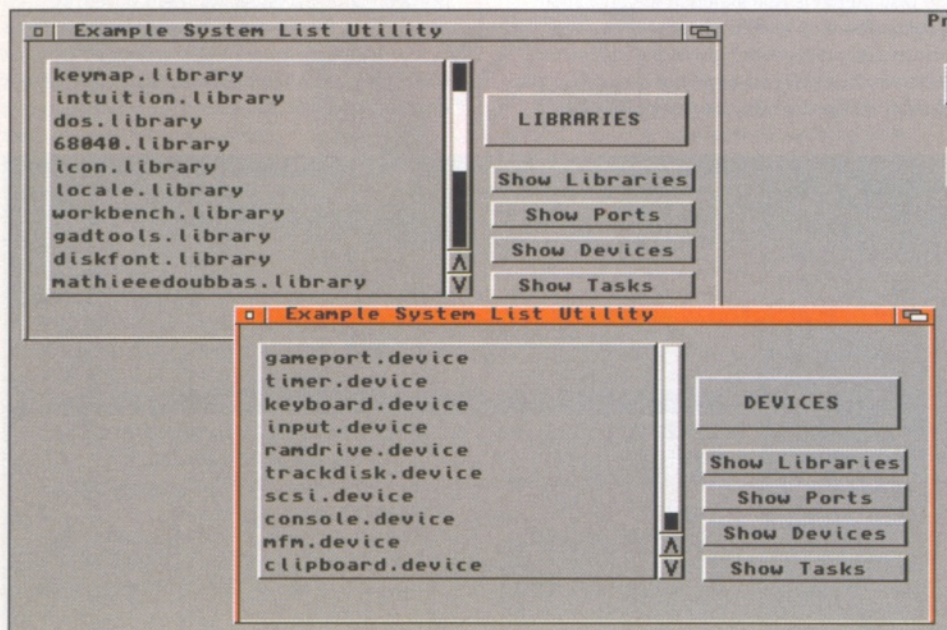 Pr
Example System List Utility
keymap.library
intuition.library
dos.library
68040.library
icon.library
locale.library
workbench.library
gadtools.library
diskfont.library
mathieeedoubbas.library
LIBRARIES
Show Libraries
Show Ports
Show Devices
Show Tasks
Example System List Utility
gameport.device
timer.device
keyboard.device
input.device
ramdrive.device
trackdisk.device
scsi.device
console.device
mfm.device
clipboard.device
DEVICES
Show Libraries
Show Ports
Show Devices
Show Tasks